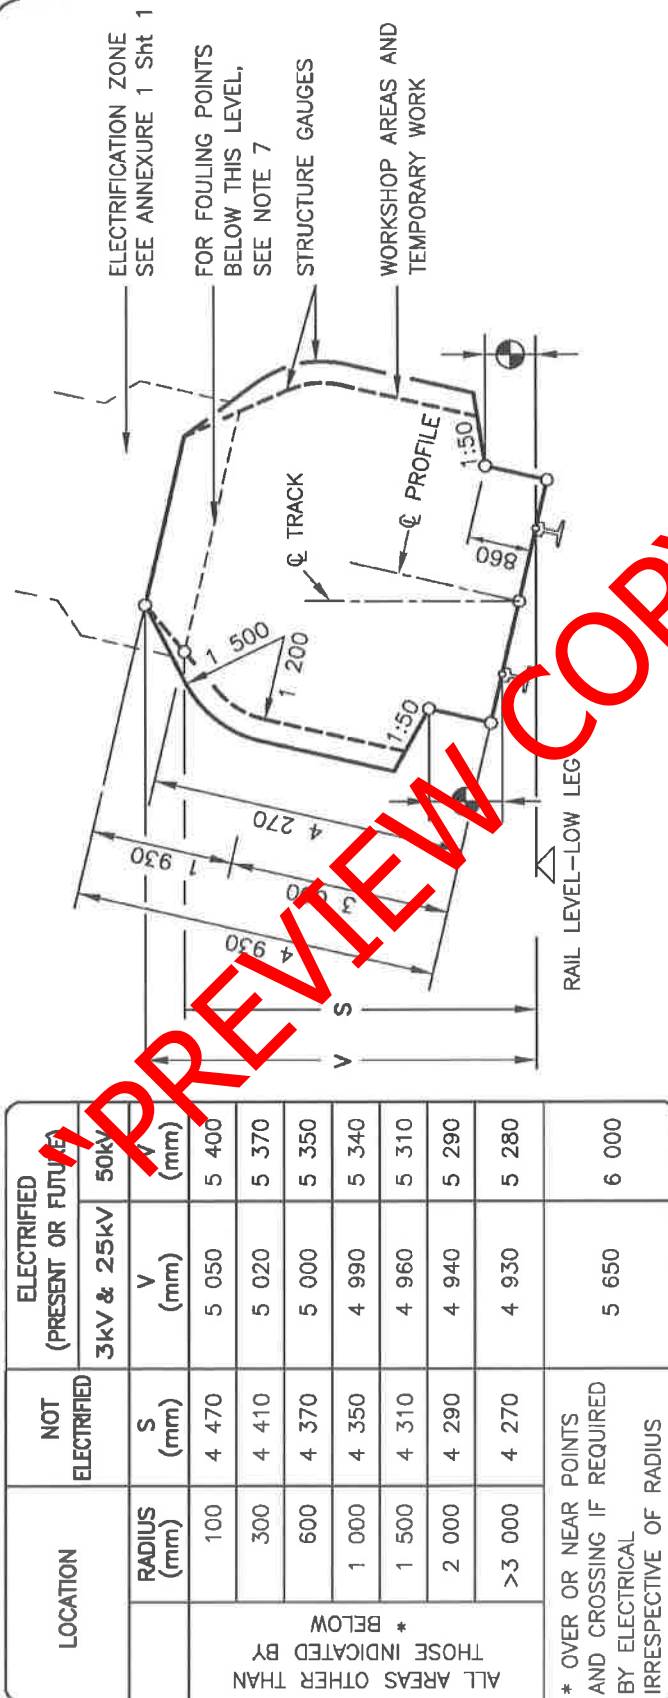 LOCATION
NOT
ELECTRIFIED
ELECTRIFIED
(PRESENT OR FUTURE)
3kV & 25kV 50kV
RADIUS
(mm)
S
(mm)
V
(mm)
V
(mm)
ALL AREAS OTHER THAN
THOSE INDICATED BY
* BELOW
100 4 470 5 050 5 400
300 4 410 5 020 5 370
600 4 370 5 000 5 350
1 000 4 350 4 990 5 340
1 500 4 310 4 960 5 310
2 000 4 290 4 940 5 290
>3 000 4 270 4 930 5 280
* OVER OR NEAR POINTS
AND CROSSING IF REQUIRED
BY ELECTRICAL
IRRESPECTIVE OF RADIUS
5 650 6 000
ELECTRIFICATION ZONE
SEE ANNEXURE 1 Sht 1
FOR FOULING POINTS
BELOW THIS LEVEL,
SEE NOTE 7
STRUCTURE GAUGES
WORKSHOP AREAS AND
TEMPORARY WORK
℄ TRACK
℄ PROFILE
1 500
1 200
1:50
1:50
860
4 270
1 930
4 930
S
V
RAIL LEVEL-LOW LEG
"PREVIEW COPY